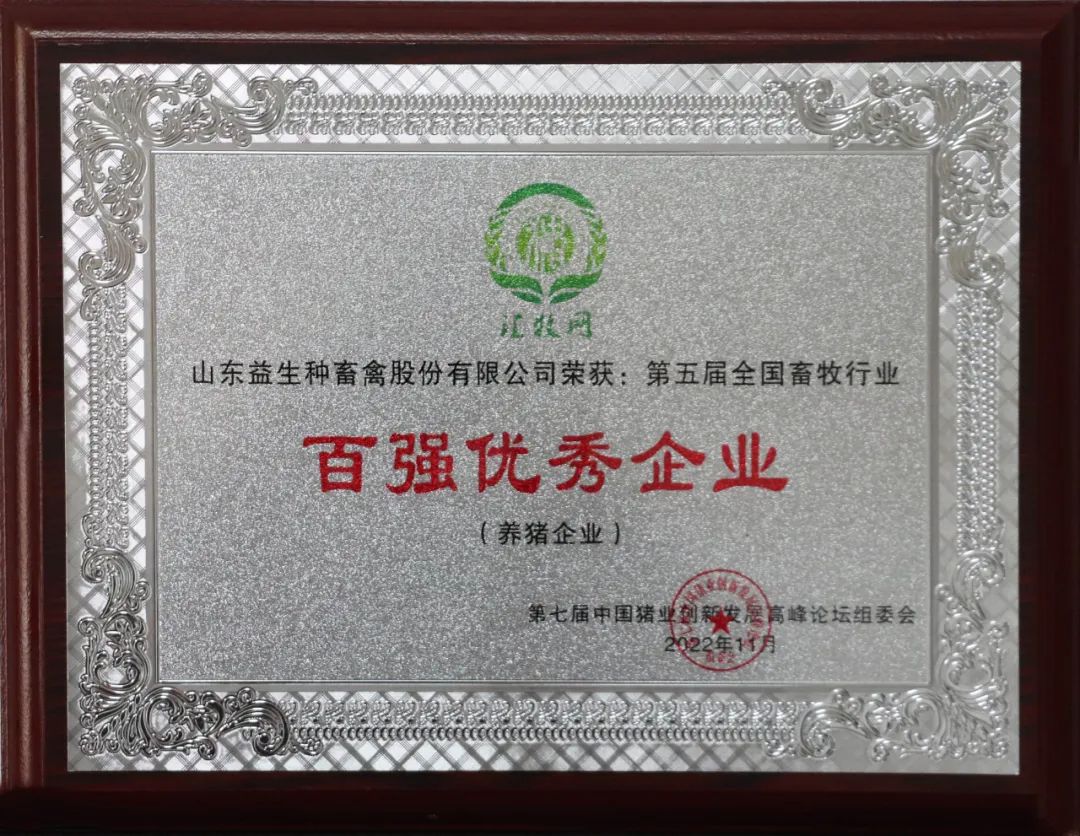 汇牧网
山东益生种畜禽股份有限公司荣获：第五届全国畜牧行业
百强优秀企业
（养猪企业）
第七届中国猪业创新发展高峰论坛组委会
2022年11月